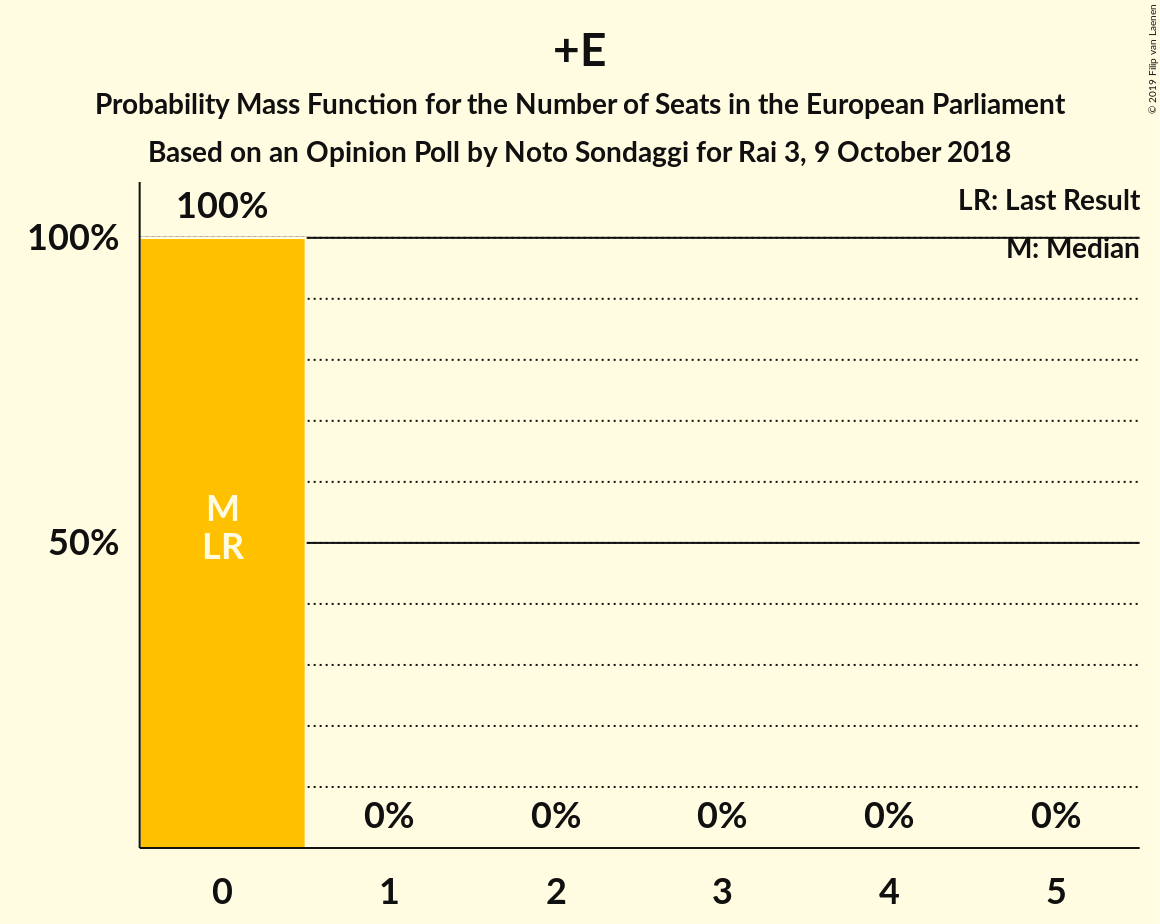 +E
Probability Mass Function for the Number of Seats in the European Parliament
Based on an Opinion Poll by Noto Sondaggi for Rai 3, 9 October 2018
© 2019 Filip van Laenen
LR: Last Result
M: Median
100%
100%
50%
M
LR
0% 0% 0% 0% 0%
0 1 2 3 4 5